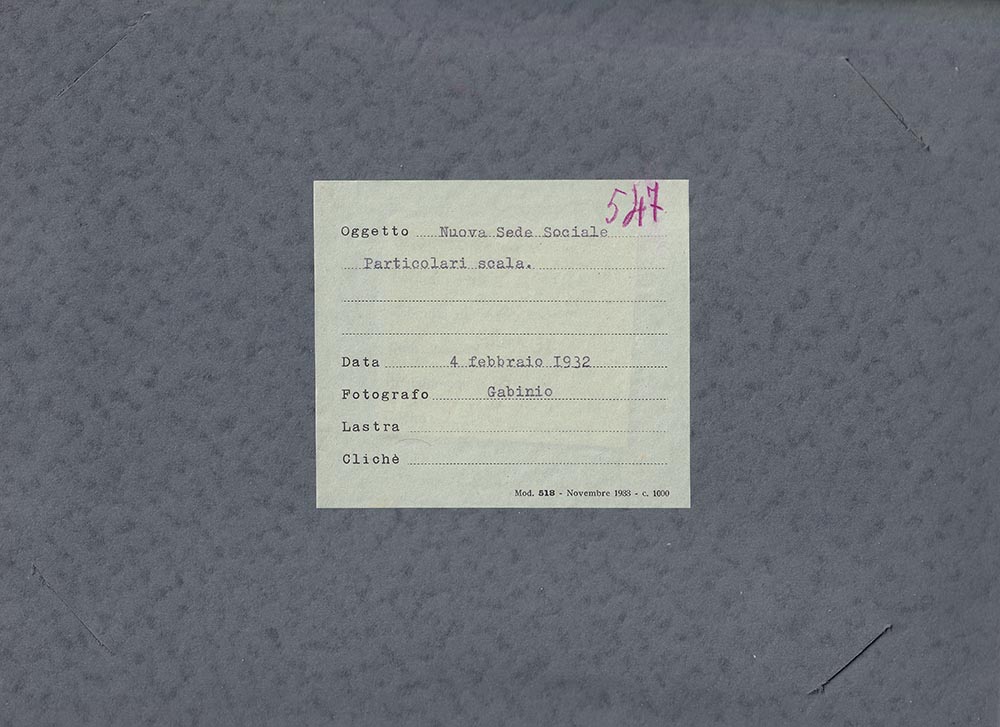 547
Oggetto Nuova Sede Sociale
Particolari scala.
Data 4 febbraio I932
Fotografo Gabinio
Lastra
Clichè
Mod. 518 - Novembre 1933 - c. 1000